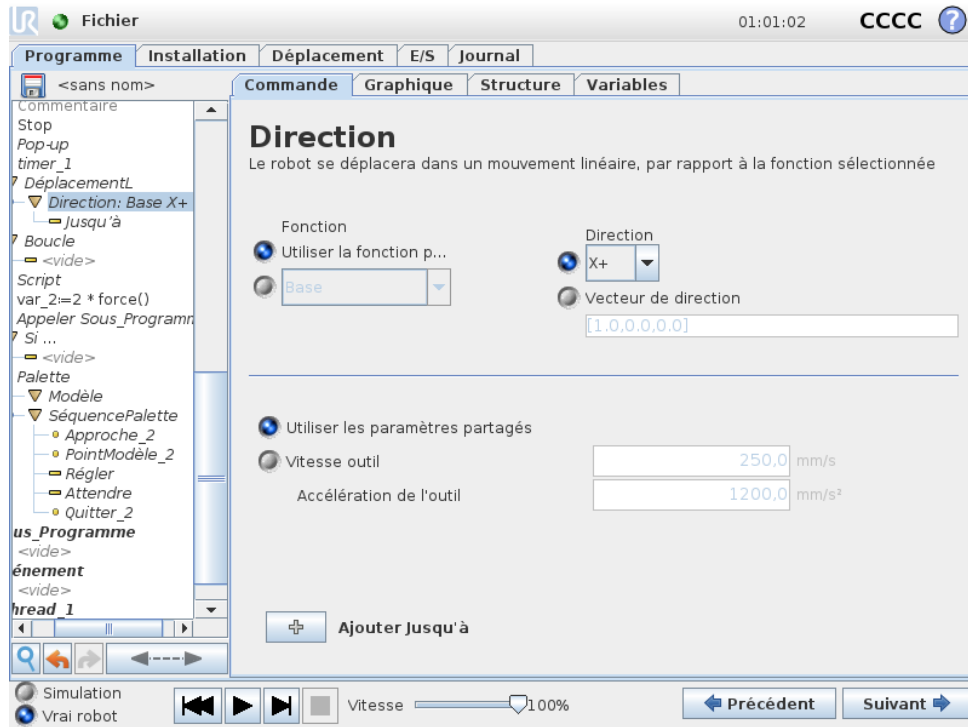 UR Fichier 01:01:02 CCCC ?
Programme Installation Déplacement E/S Journal
<sans nom> Commande Graphique Structure Variables
Commentaire
Stop
Pop-up
timer_1
DéplacementL
Direction: Base X+
Jusqu'à
Boucle
<vide>
Script
var_2:=2 * force()
Appeler Sous_Programm
Si ...
<vide>
Palette
Modèle
SéquencePalette
Approche_2
PointModèle_2
Régler
Attendre
Quitter_2
us_Programme
<vide>
énement
<vide>
hread_1
Direction
Le robot se déplacera dans un mouvement linéaire, par rapport à la fonction sélectionnée
Fonction
Utiliser la fonction p...
Base
Direction
X+
Vecteur de direction
[1.0,0.0,0.0]
Utiliser les paramètres partagés
Vitesse outil 250,0 mm/s
Accélération de l'outil 1200,0 mm/s²
Ajouter Jusqu'à
Simulation
Vrai robot
Vitesse 100%
Précédent Suivant